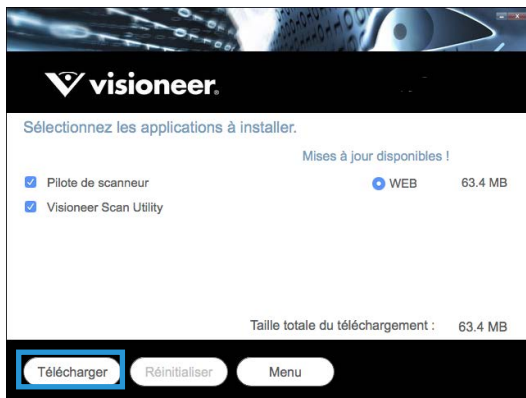 visioneer®
Sélectionnez les applications à installer.
Mises à jour disponibles !
Pilote de scanneur WEB 63.4 MB
Visioneer Scan Utility
Taille totale du téléchargement : 63.4 MB
Télécharger Réinitialiser Menu